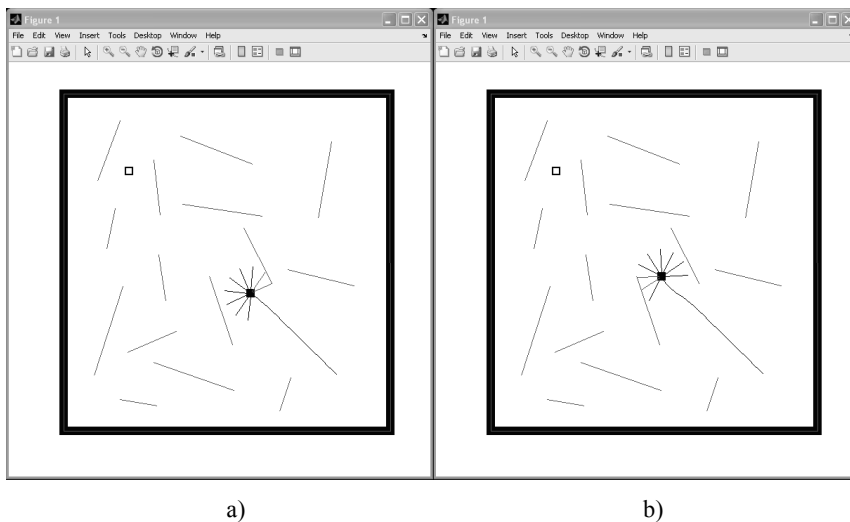 Figure 1
File Edit View Insert Tools Desktop Window Help
Figure 1
File Edit View Insert Tools Desktop Window Help
a)
b)